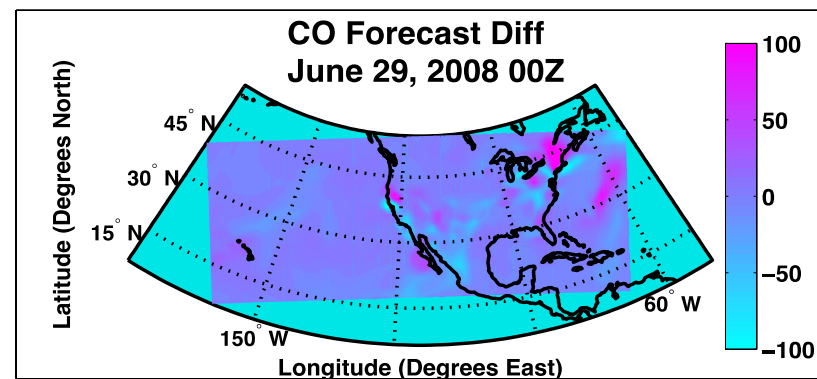 CO Forecast Diff
June 29, 2008 00Z
Latitude (Degrees North)
45° N
30° N
15° N
150° W
60° W
Longitude (Degrees East)
100
50
0
−50
−100